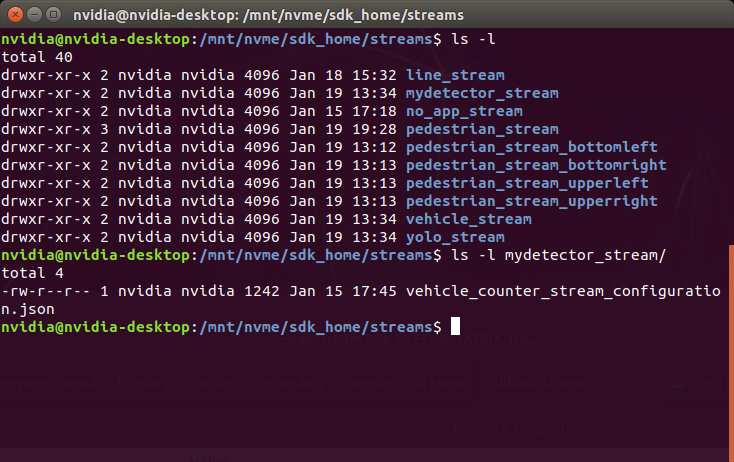 nvidia@nvidia-desktop: /mnt/nvme/sdk_home/streams
nvidia@nvidia-desktop:/mnt/nvme/sdk_home/streams$ ls -l
total 40
drwxr-xr-x 2 nvidia nvidia 4096 Jan 18 15:32 line_stream
drwxr-xr-x 2 nvidia nvidia 4096 Jan 19 13:34 mydetector_stream
drwxr-xr-x 2 nvidia nvidia 4096 Jan 15 17:18 no_app_stream
drwxr-xr-x 3 nvidia nvidia 4096 Jan 19 19:28 pedestrian_stream
drwxr-xr-x 2 nvidia nvidia 4096 Jan 19 13:12 pedestrian_stream_bottomleft
drwxr-xr-x 2 nvidia nvidia 4096 Jan 19 13:13 pedestrian_stream_bottomright
drwxr-xr-x 2 nvidia nvidia 4096 Jan 19 13:13 pedestrian_stream_upperleft
drwxr-xr-x 2 nvidia nvidia 4096 Jan 19 13:13 pedestrian_stream_upperright
drwxr-xr-x 2 nvidia nvidia 4096 Jan 19 13:34 vehicle_stream
drwxr-xr-x 2 nvidia nvidia 4096 Jan 19 13:34 yolo_stream
nvidia@nvidia-desktop:/mnt/nvme/sdk_home/streams$ ls -l mydetector_stream/
total 4
-rw-r--r-- 1 nvidia nvidia 1242 Jan 15 17:45 vehicle_counter_stream_configuratio
n.json
nvidia@nvidia-desktop:/mnt/nvme/sdk_home/streams$